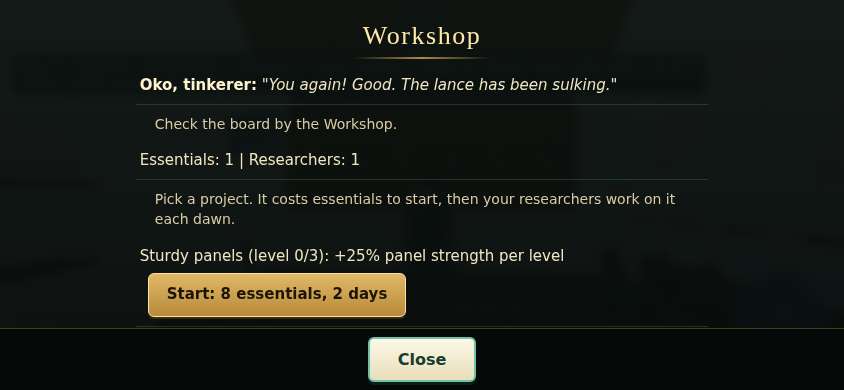 Workshop
Oko, tinkerer: "You again! Good. The lance has been sulking."
Check the board by the Workshop.
Essentials: 1 | Researchers: 1
Pick a project. It costs essentials to start, then your researchers work on it
each dawn.
Sturdy panels (level 0/3): +25% panel strength per level
Start: 8 essentials, 2 days
Close